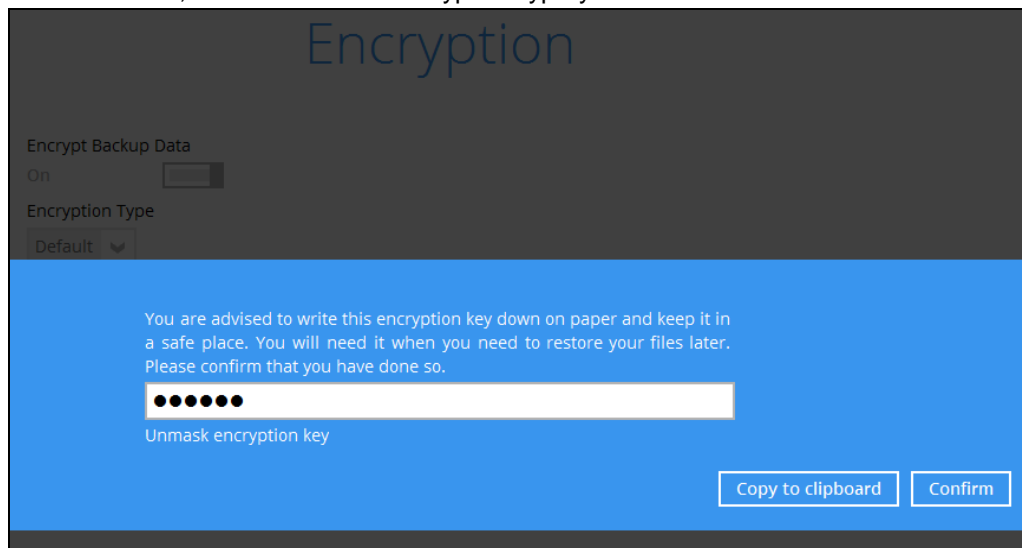 Encryption
Encrypt Backup Data
On
Encryption Type
Default
You are advised to write this encryption key down on paper and keep it in
a safe place. You will need it when you need to restore your files later.
Please confirm that you have done so.
●●●●●●
Unmask encryption key
Copy to clipboard Confirm